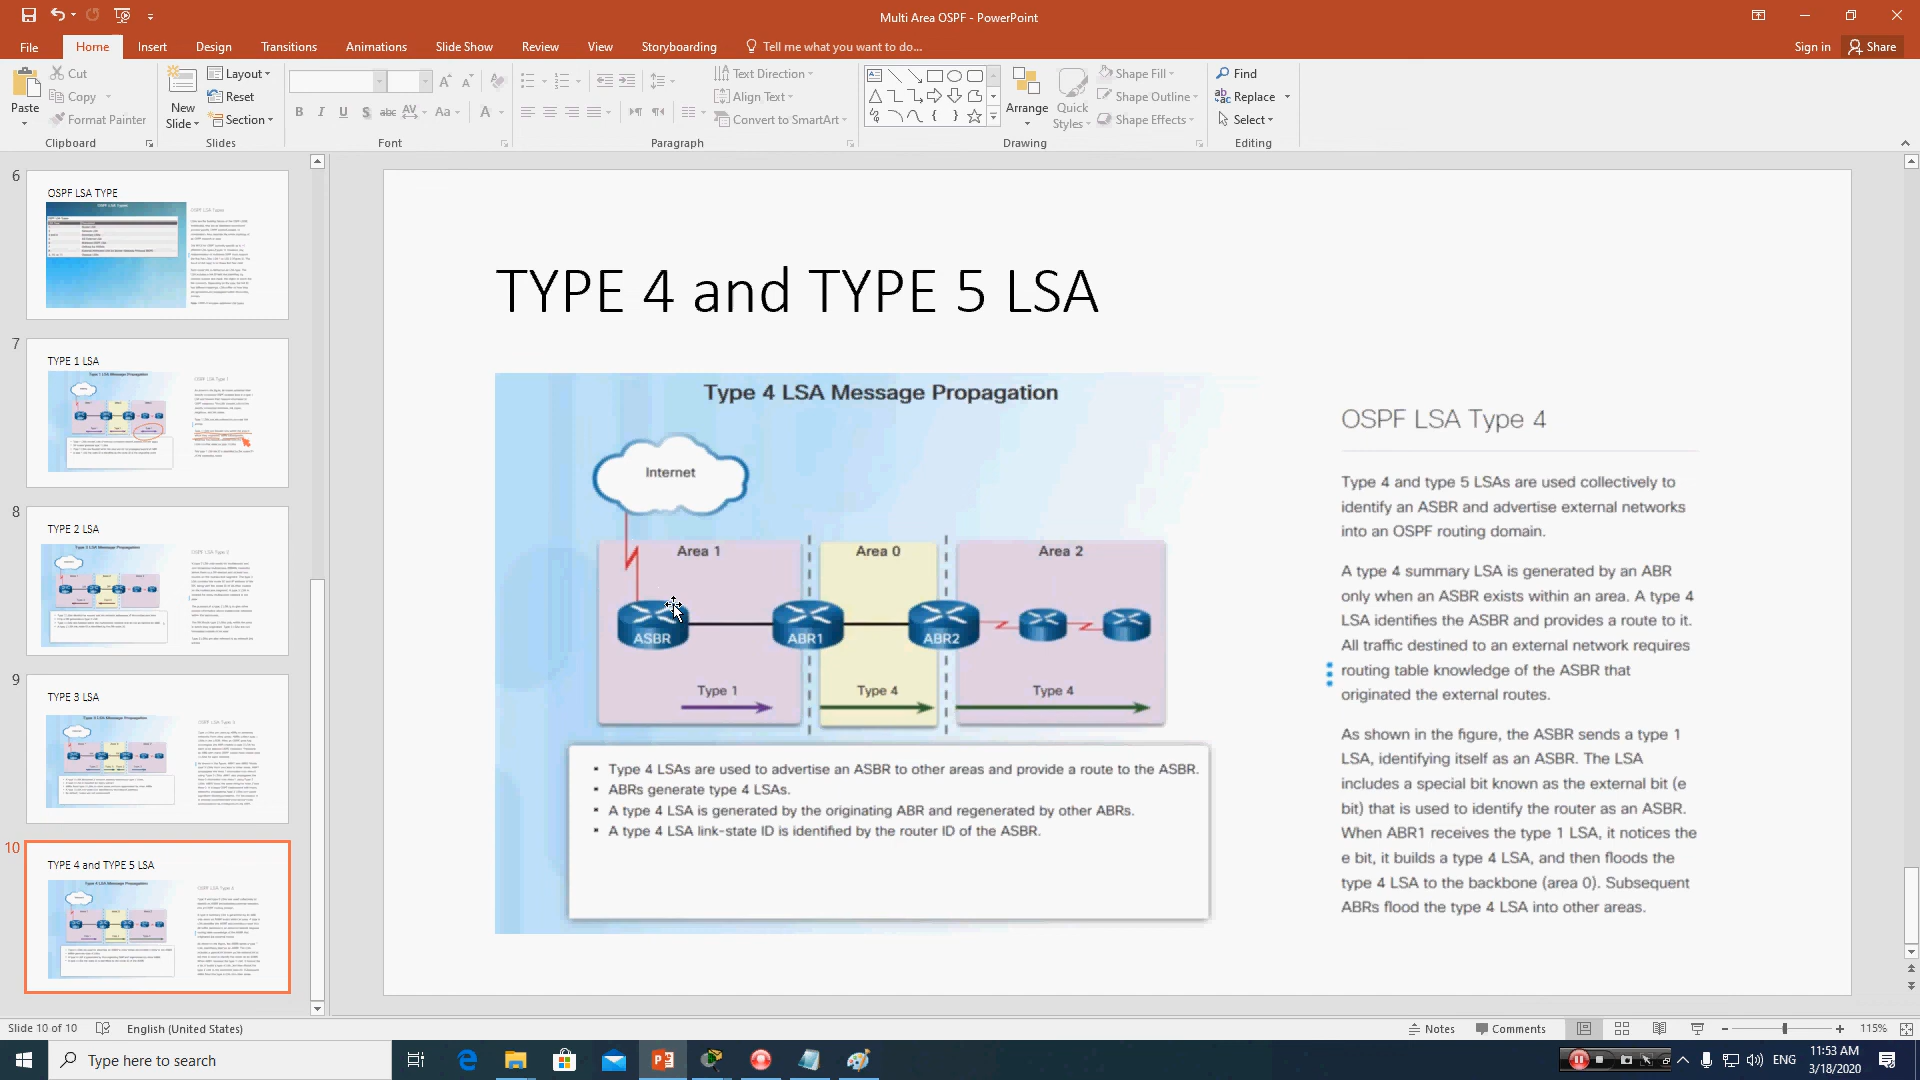 Multi Area OSPF - PowerPoint
File
Home
Insert
Design
Transitions
Animations
Slide Show
Review
View
Storyboarding
Tell me what you want to do...
Sign in
Share
Paste
Cut
Copy
Format Painter
Clipboard
New
Slide
Layout
Reset
Section
Slides
B I U S abc AV Aa A
Font
Text Direction
Align Text
Convert to SmartArt
Paragraph
Arrange
Quick
Styles
Shape Fill
Shape Outline
Shape Effects
Drawing
Find
Replace
Select
Editing
6
OSPF LSA TYPE
7
TYPE 1 LSA
8
TYPE 2 LSA
9
TYPE 3 LSA
10
TYPE 4 and TYPE 5 LSA
TYPE 4 and TYPE 5 LSA
Type 4 LSA Message Propagation
Internet
Area 1
Area 0
Area 2
ASBR
ABR1
ABR2
Type 1
Type 4
Type 4
▪ Type 4 LSAs are used to advertise an ASBR to other areas and provide a route to the ASBR.
▪ ABRs generate type 4 LSAs.
▪ A type 4 LSA is generated by the originating ABR and regenerated by other ABRs.
▪ A type 4 LSA link-state ID is identified by the router ID of the ASBR.
OSPF LSA Type 4
Type 4 and type 5 LSAs are used collectively to
identify an ASBR and advertise external networks
into an OSPF routing domain.
A type 4 summary LSA is generated by an ABR
only when an ASBR exists within an area. A type 4
LSA identifies the ASBR and provides a route to it.
All traffic destined to an external network requires
routing table knowledge of the ASBR that
originated the external routes.
As shown in the figure, the ASBR sends a type 1
LSA, identifying itself as an ASBR. The LSA
includes a special bit known as the external bit (e
bit) that is used to identify the router as an ASBR.
When ABR1 receives the type 1 LSA, it notices the
e bit, it builds a type 4 LSA, and then floods the
type 4 LSA to the backbone (area 0). Subsequent
ABRs flood the type 4 LSA into other areas.
Slide 10 of 10
English (United States)
Notes
Comments
115%
Type here to search
ENG
11:53 AM
3/18/2020